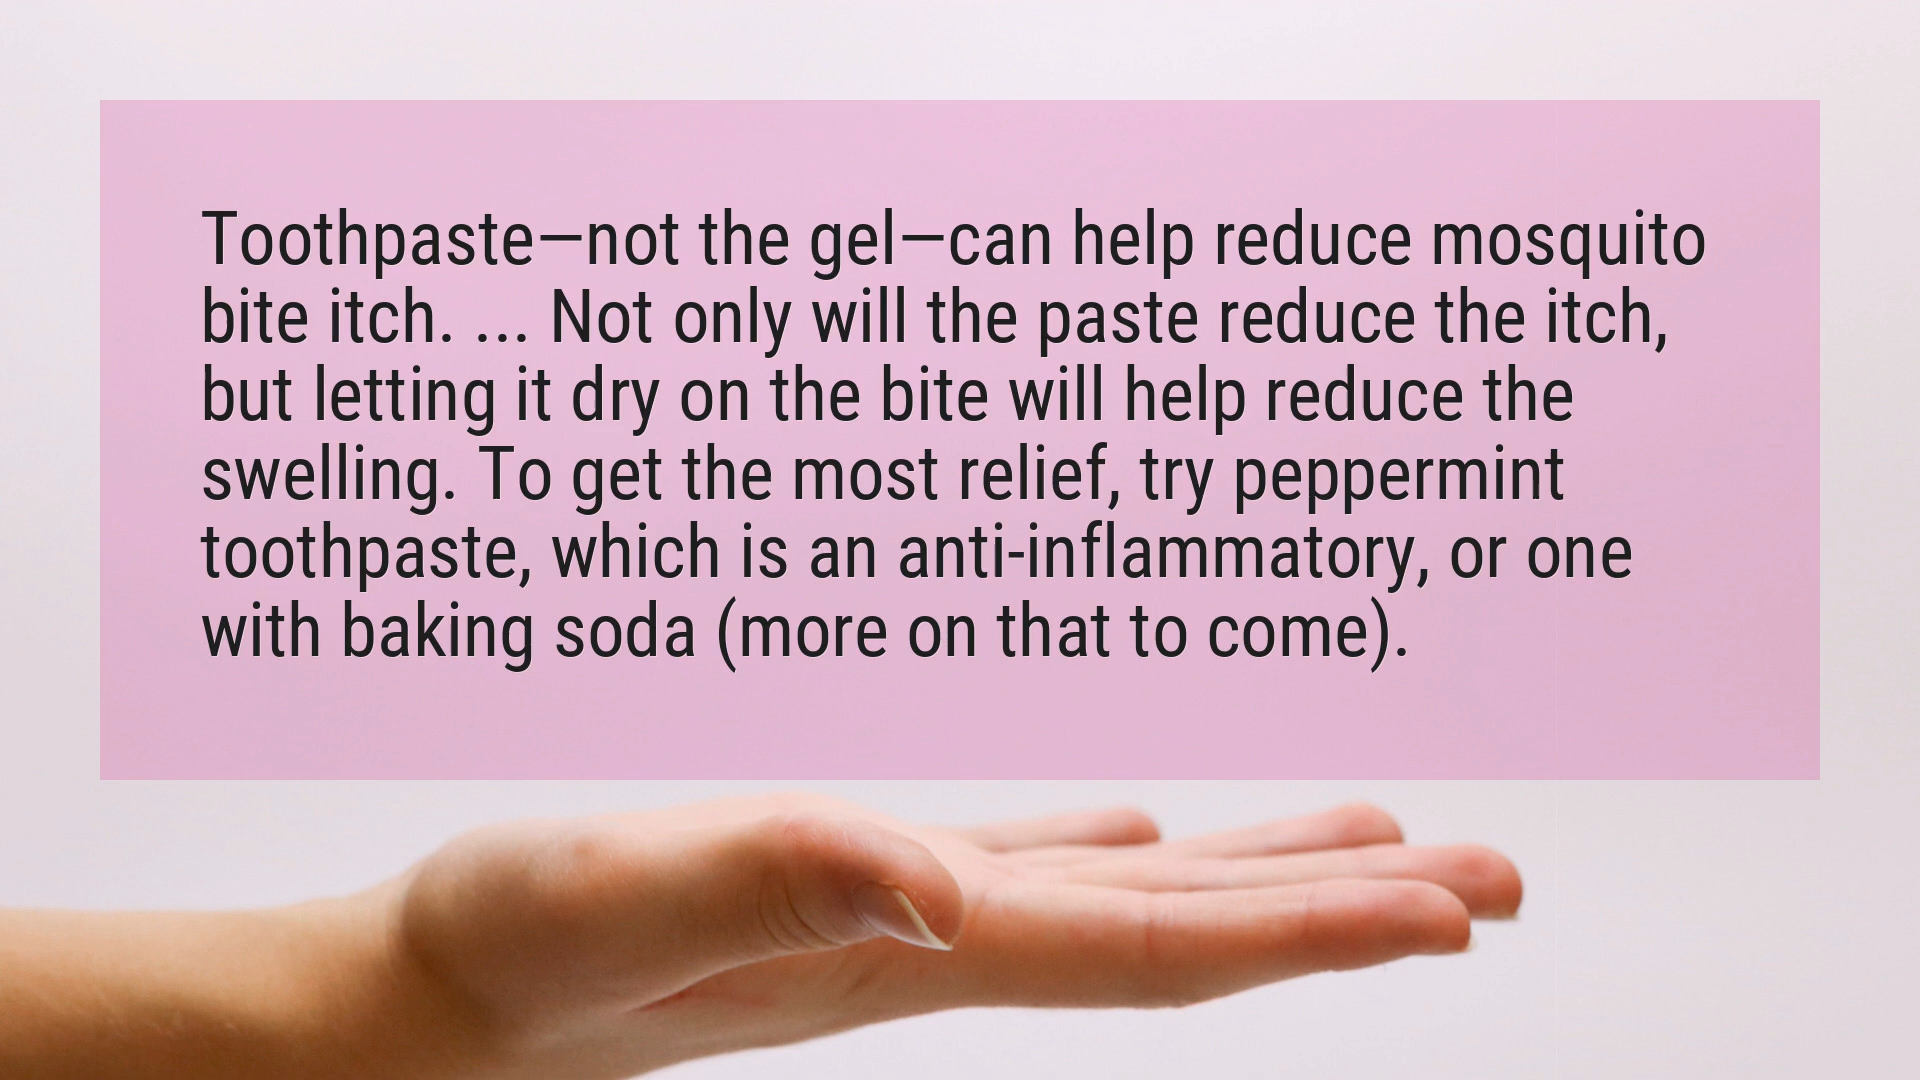 Toothpaste—not the gel—can help reduce mosquito
bite itch. ... Not only will the paste reduce the itch,
but letting it dry on the bite will help reduce the
swelling. To get the most relief, try peppermint
toothpaste, which is an anti-inflammatory, or one
with baking soda (more on that to come).